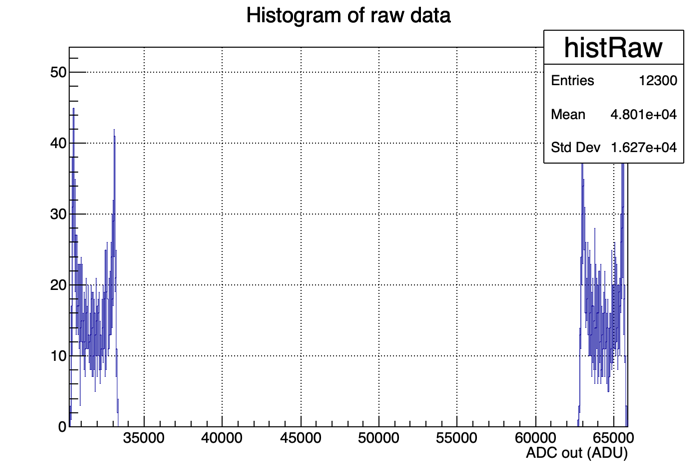 Histogram of raw data
histRaw
Entries 12300
Mean 4.801e+04
Std Dev 1.627e+04
50
40
30
20
10
0
35000 40000 45000 50000 55000 60000 65000
ADC out (ADU)